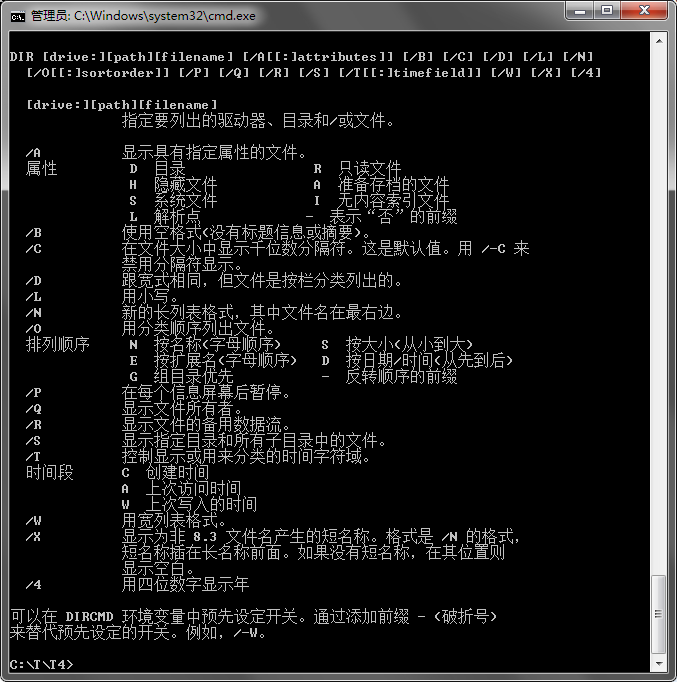 管理员: C:\Windows\system32\cmd.exe
DIR [drive:][path][filename] [/A[[:]attributes]] [/B] [/C] [/D] [/L] [/N]
[/O[[:]sortorder]] [/P] [/Q] [/R] [/S] [/T[[:]timefield]] [/W] [/X] [/4]
[drive:][path][filename]
指定要列出的驱动器、目录和/或文件。
/A 显示具有指定属性的文件。
属性 D 目录 R 只读文件
H 隐藏文件 A 准备存档的文件
S 系统文件 I 无内容索引文件
L 解析点 - 表示“否”的前缀
/B 使用空格式(没有标题信息或摘要)。
/C 在文件大小中显示千位数分隔符。这是默认值。用 /-C 来
禁用分隔符显示。
/D 跟宽式相同，但文件是按栏分类列出的。
/L 用小写。
/N 新的长列表格式，其中文件名在最右边。
/O 用分类顺序列出文件。
排列顺序 N 按名称(字母顺序) S 按大小(从小到大)
E 按扩展名(字母顺序) D 按日期/时间(从先到后)
G 组目录优先 - 反转顺序的前缀
/P 在每个信息屏幕后暂停。
/Q 显示文件所有者。
/R 显示文件的备用数据流。
/S 显示指定目录和所有子目录中的文件。
/T 控制显示或用来分类的时间字符域。
时间段 C 创建时间
A 上次访问时间
W 上次写入的时间
/W 用宽列表格式。
/X 显示为非 8.3 文件名产生的短名称。格式是 /N 的格式，
短名称插在长名称前面。如果没有短名称，在其位置则
显示空白。
/4 用四位数字显示年
可以在 DIRCMD 环境变量中预先设定开关。通过添加前缀 - (破折号)
来替代预先设定的开关。例如，/-W。
C:\T\T4>